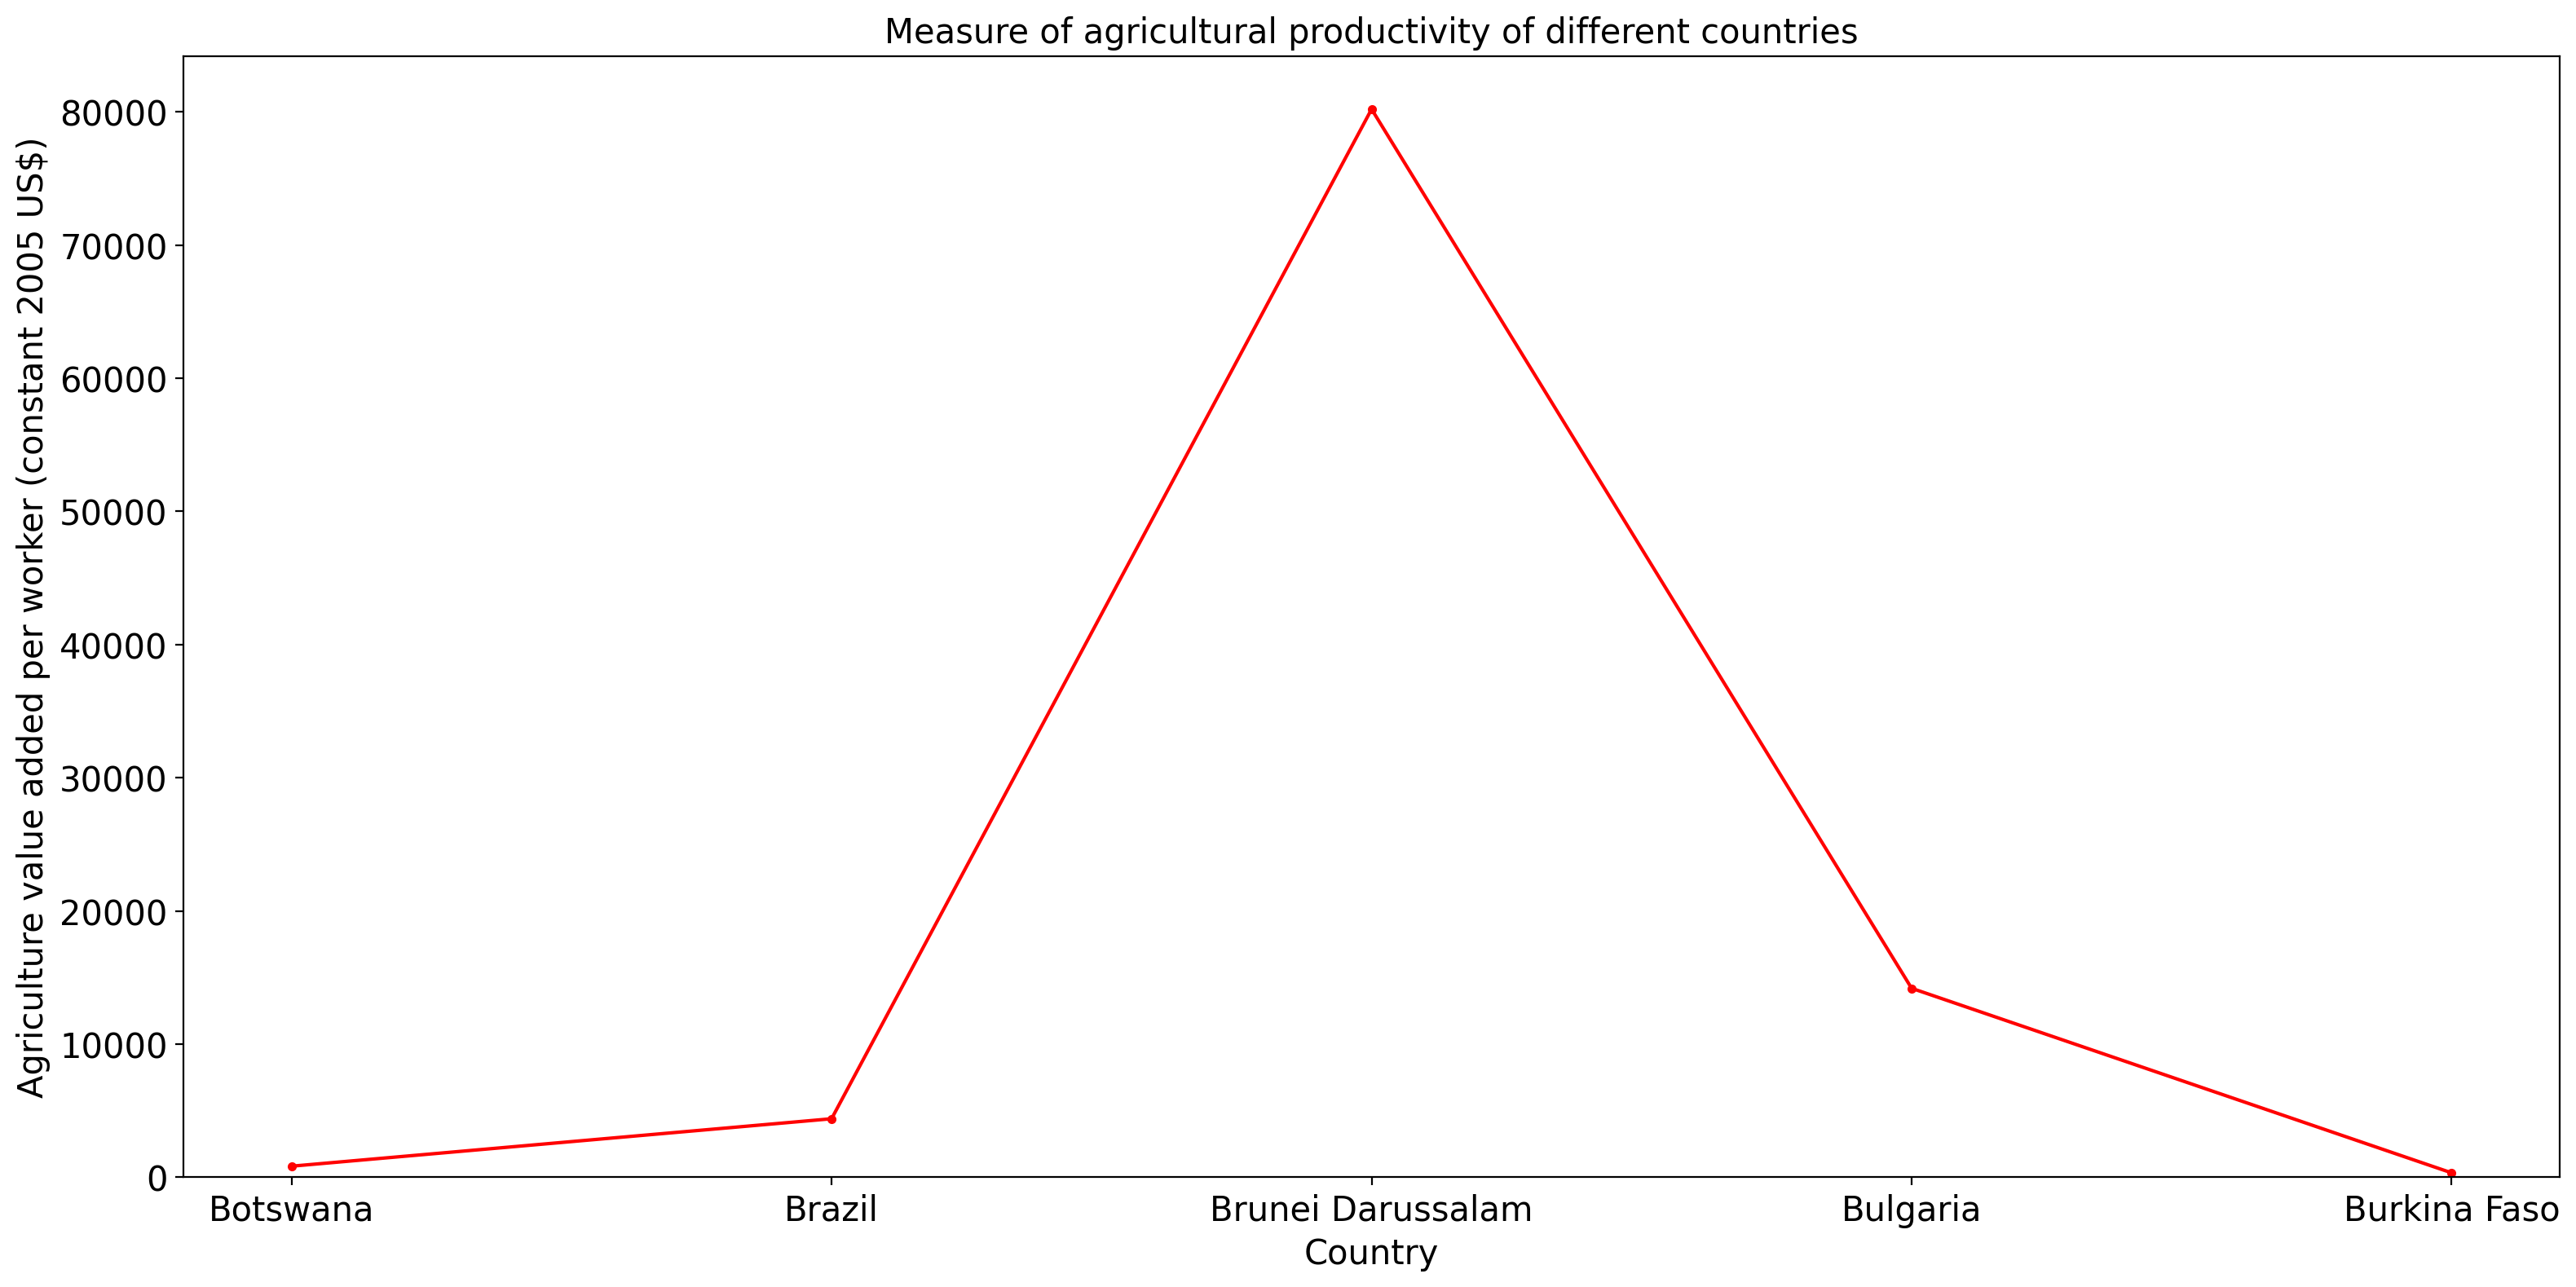 Measure of agricultural productivity of different countries
Agriculture value added per worker (constant 2005 US$)
80000
70000
60000
50000
40000
30000
20000
10000
0
Botswana
Brazil
Brunei Darussalam
Bulgaria
Burkina Faso
Country